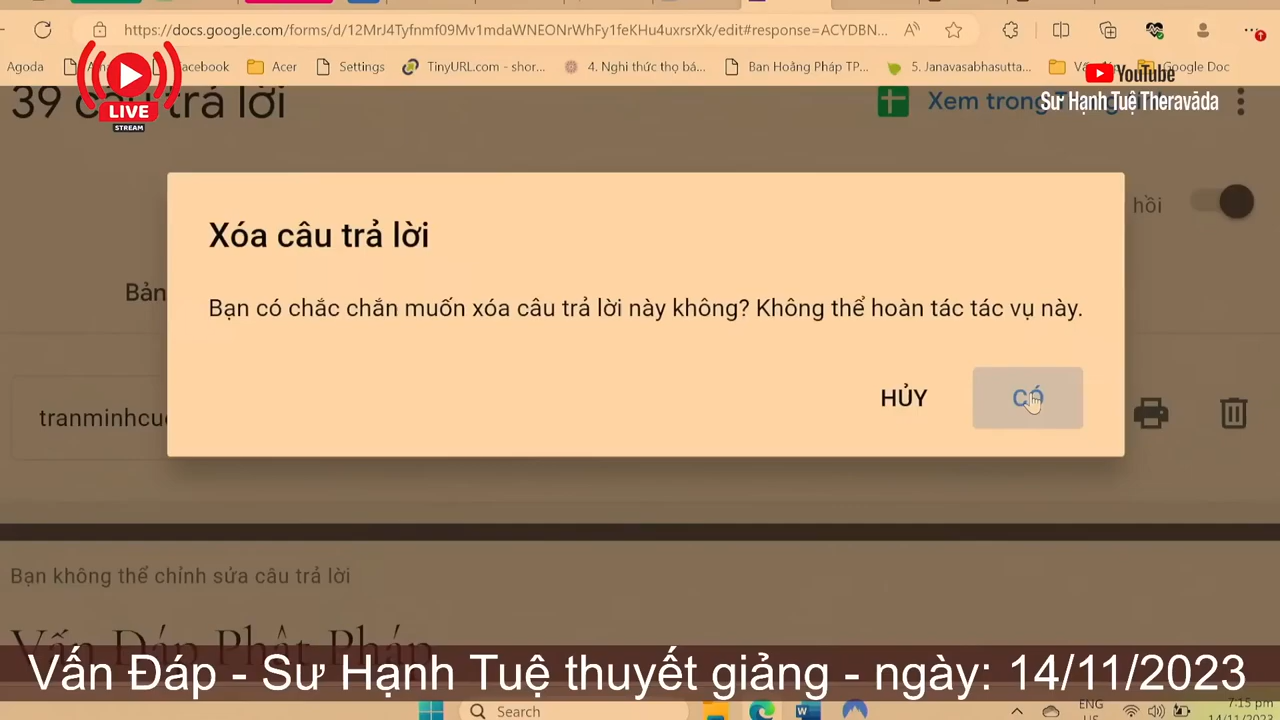 https://docs.google.com/forms/d/12MrJ4Tyfnmf09Mv1mdaWNEONrWhFy1feKHu4uxrsrXk/edit#response=ACYDBN...
Agoda
Facebook
Acer
Settings
TinyURL.com - shor...
4. Nghi thức thọ bá...
Ban Hoằng Pháp TP...
5. Janavasabhasutta...
Google Doc
YouTube
Sư Hạnh Tuệ Theravāda
LIVE
STREAM
39 câu trả lời
Xem trong
hồi
Xóa câu trả lời
Bản
Bạn có chắc chắn muốn xóa câu trả lời này không? Không thể hoàn tác tác vụ này.
HỦY
CÓ
tranminhcu
Bạn không thể chỉnh sửa câu trả lời
Vấn Đáp Phật Pháp
Vấn Đáp - Sư Hạnh Tuệ thuyết giảng - ngày: 14/11/2023
Search
ENG
US
7:15 pm
14/11/2023